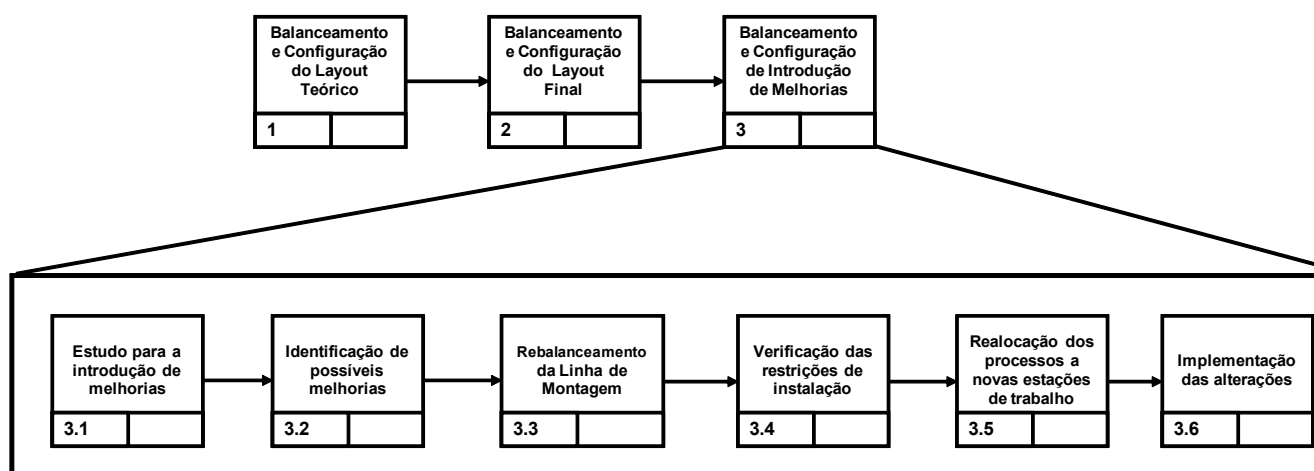 Balanceamento
e Configuração
do Layout
Teórico
1
Balanceamento
e Configuração
do Layout
Final
2
Balanceamento
e Configuração
de Introdução
de Melhorias
3
Estudo para a
introdução de
melhorias
3.1
Identificação de
possíveis
melhorias
3.2
Rebalanceamento
da Linha de
Montagem
3.3
Verificação das
restrições de
instalação
3.4
Realocação dos
processos a
novas estações
de trabalho
3.5
Implementação
das alterações
3.6